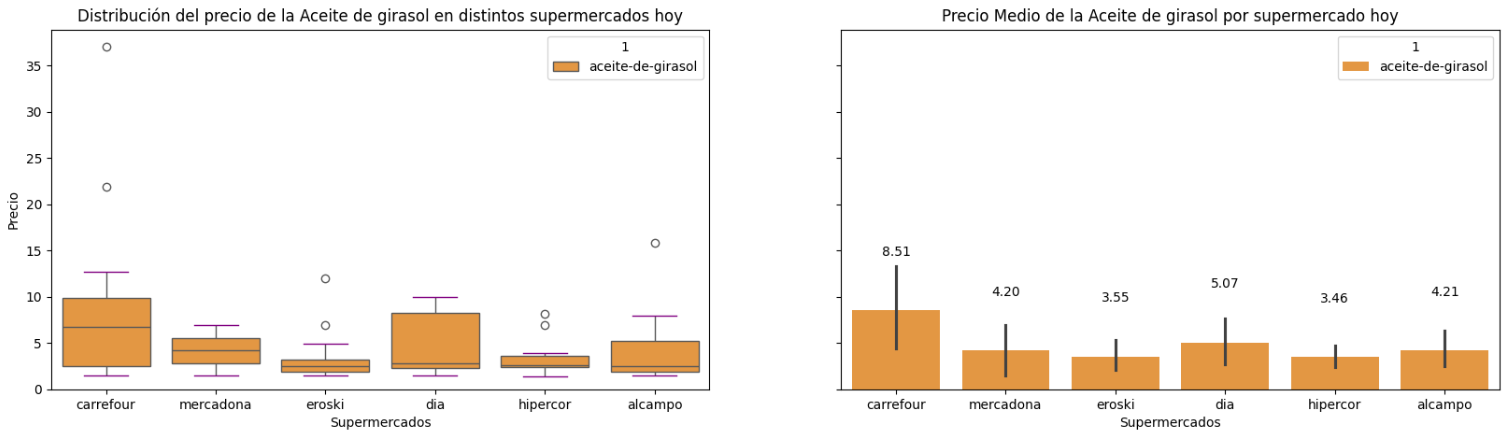 Distribución del precio de la Aceite de girasol en distintos supermercados hoy
1
aceite-de-girasol
35
30
25
20
15
10
5
0
Precio
carrefour mercadona eroski dia hipercor alcampo
Supermercados
Precio Medio de la Aceite de girasol por supermercado hoy
1
aceite-de-girasol
8.51 4.20 3.55 5.07 3.46 4.21
carrefour mercadona eroski dia hipercor alcampo
Supermercados